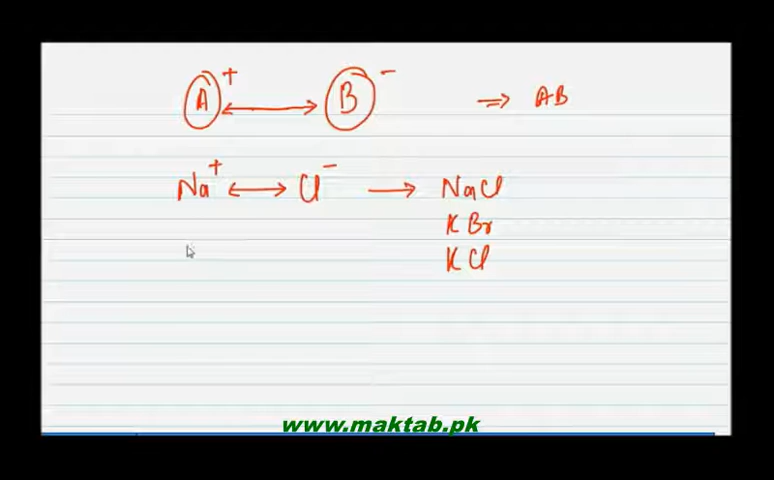 A⁺ ⟷ B⁻ ⇒ AB
Na⁺ ⟷ Cl⁻ → NaCl
KBr
KCl
www.maktab.pk